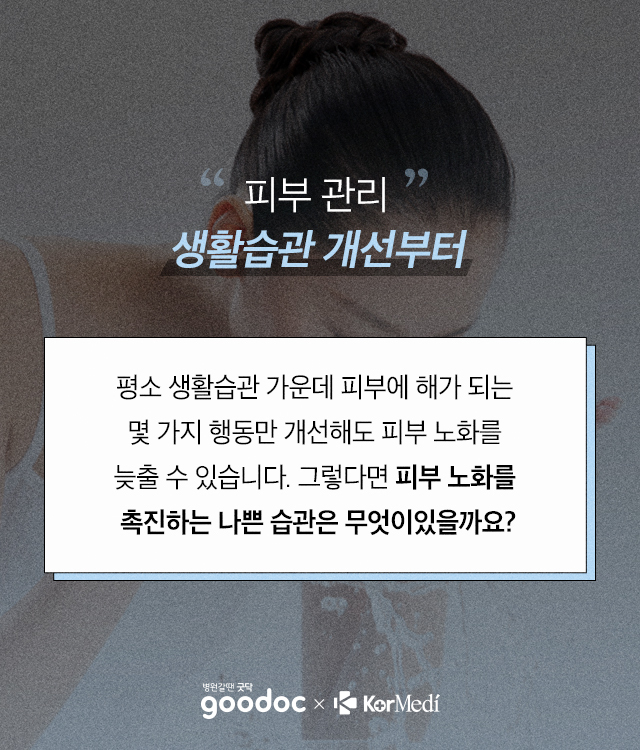 “ 피부 관리 ”
생활습관 개선부터
평소 생활습관 가운데 피부에 해가 되는
몇 가지 행동만 개선해도 피부 노화를
늦출 수 있습니다. 그렇다면 피부 노화를
촉진하는 나쁜 습관은 무엇이있을까요?
병원갈땐 굿닥
goodoc × KorMedi